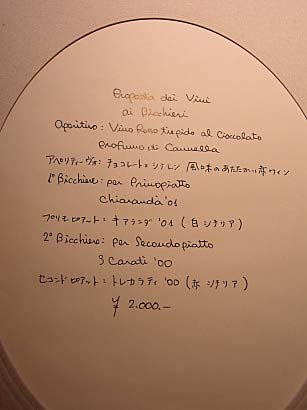 Proposta dei Vini
ai Bicchieri
Aperitivo: Vino Rosso tiepido al Cioccolato
profumo di Cannella
アペリティーヴォ: チョコレートとシナモン風味のあたたかい赤ワイン
1° Bicchiere: per Primopiatto
Chiarandà '01
プリモピアット: キアランダ '01 (白 シチリア)
2° Bicchiere: per Secondopiatto
3 Carati '00
セコンドピアット: トレカラティ '00 (赤 シチリア)
¥ 2.000.-